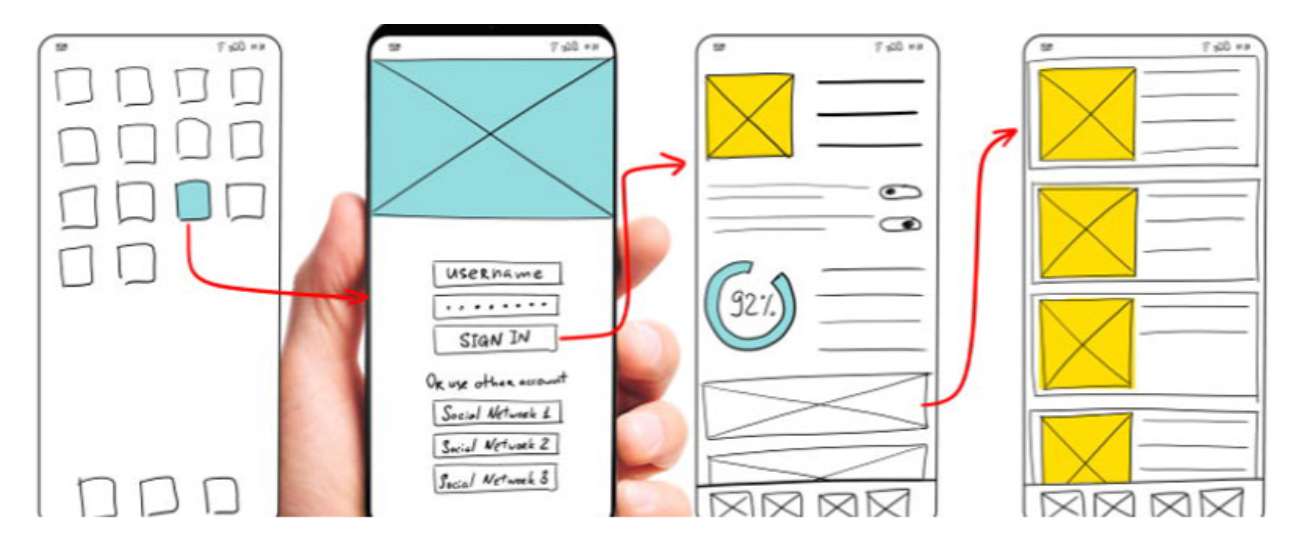 username
SIGN IN
Or use other account
Social Network 1
Social Network 2
Social Network 3
92%